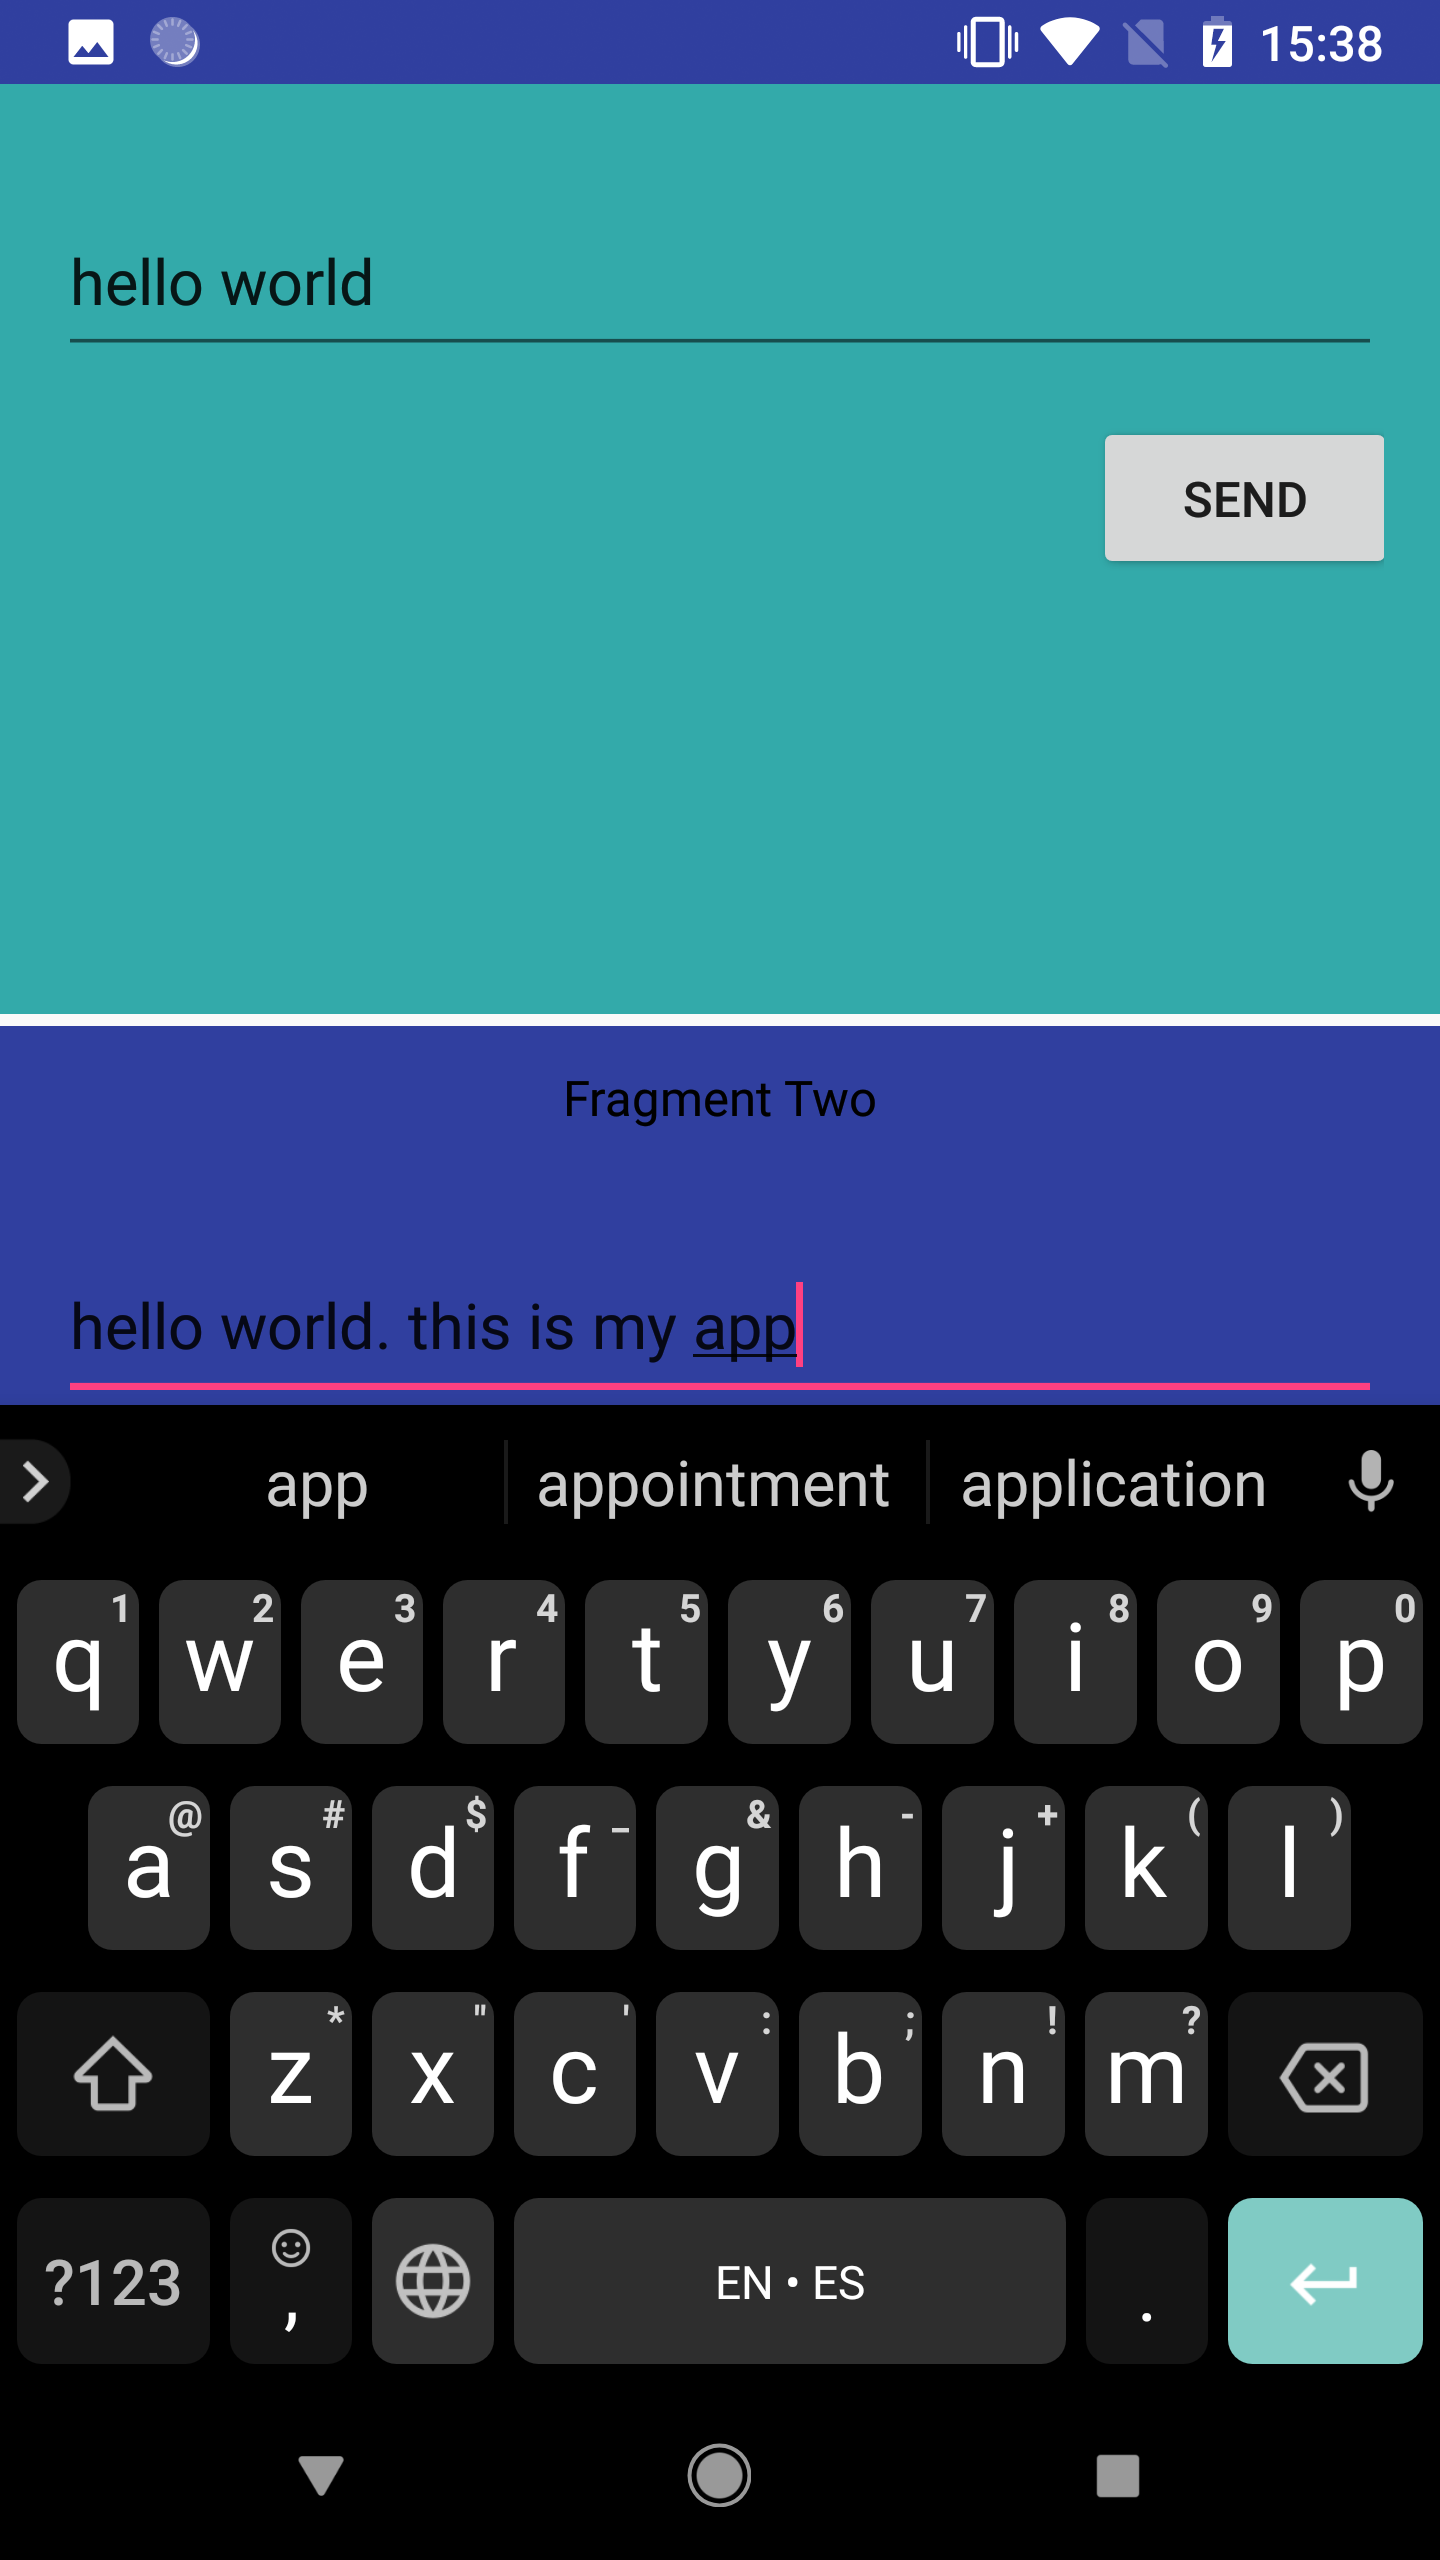 15:38
hello world
SEND
Fragment Two
hello world. this is my app
app appointment application
q 1 w 2 e 3 r 4 t 5 y 6 u 7 i 8 o 9 p 0
a @ s # d $ f _ g & h - j + k ( l )
z * x " c ' v : b ; n ! m ?
?123 , EN • ES .